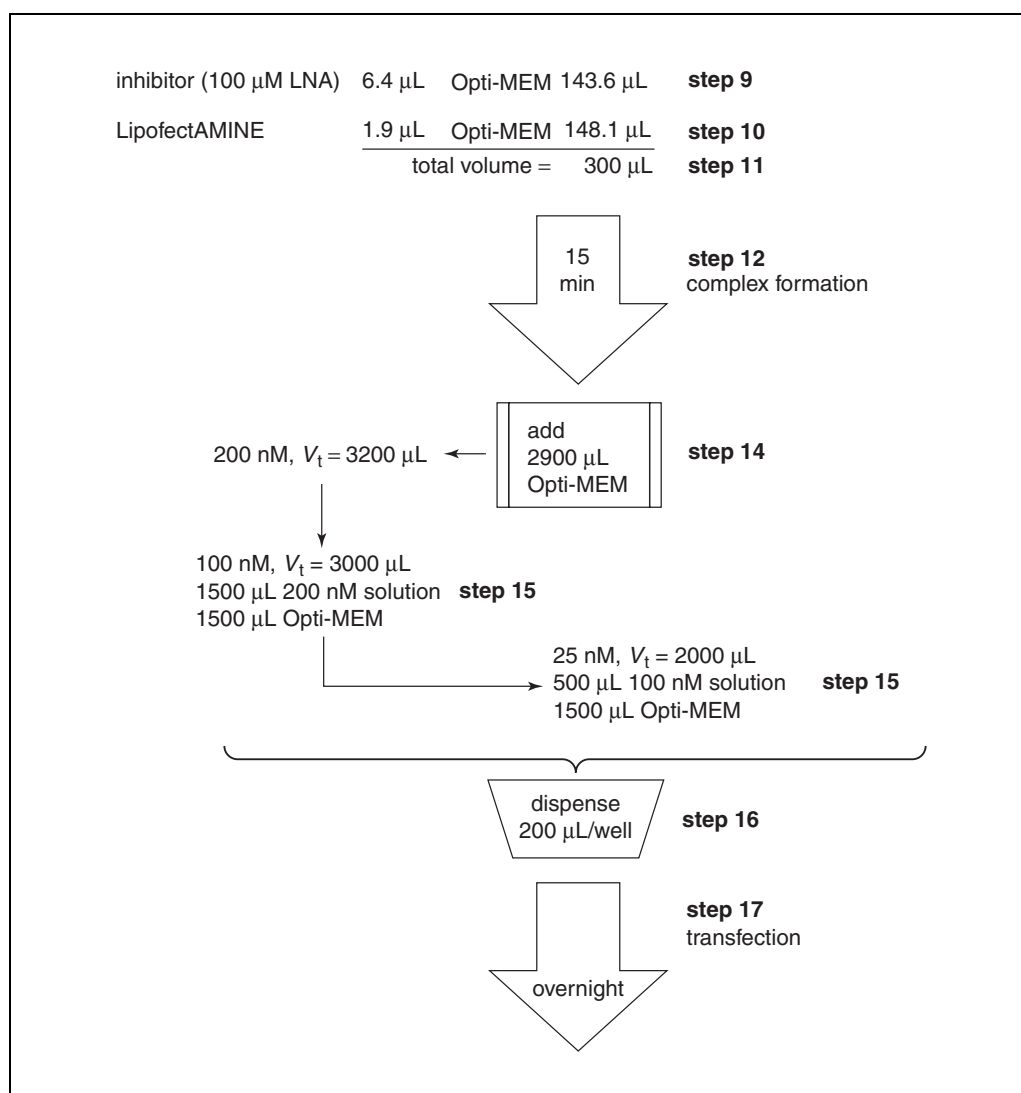 inhibitor (100 μM LNA) 6.4 μL Opti-MEM 143.6 μL step 9
LipofectAMINE 1.9 μL Opti-MEM 148.1 μL step 10
total volume = 300 μL step 11
15
min
step 12
complex formation
add
2900 μL
Opti-MEM
step 14
200 nM, Vt = 3200 μL
100 nM, Vt = 3000 μL
1500 μL 200 nM solution step 15
1500 μL Opti-MEM
25 nM, Vt = 2000 μL
500 μL 100 nM solution step 15
1500 μL Opti-MEM
dispense
200 μL/well
step 16
step 17
transfection
overnight